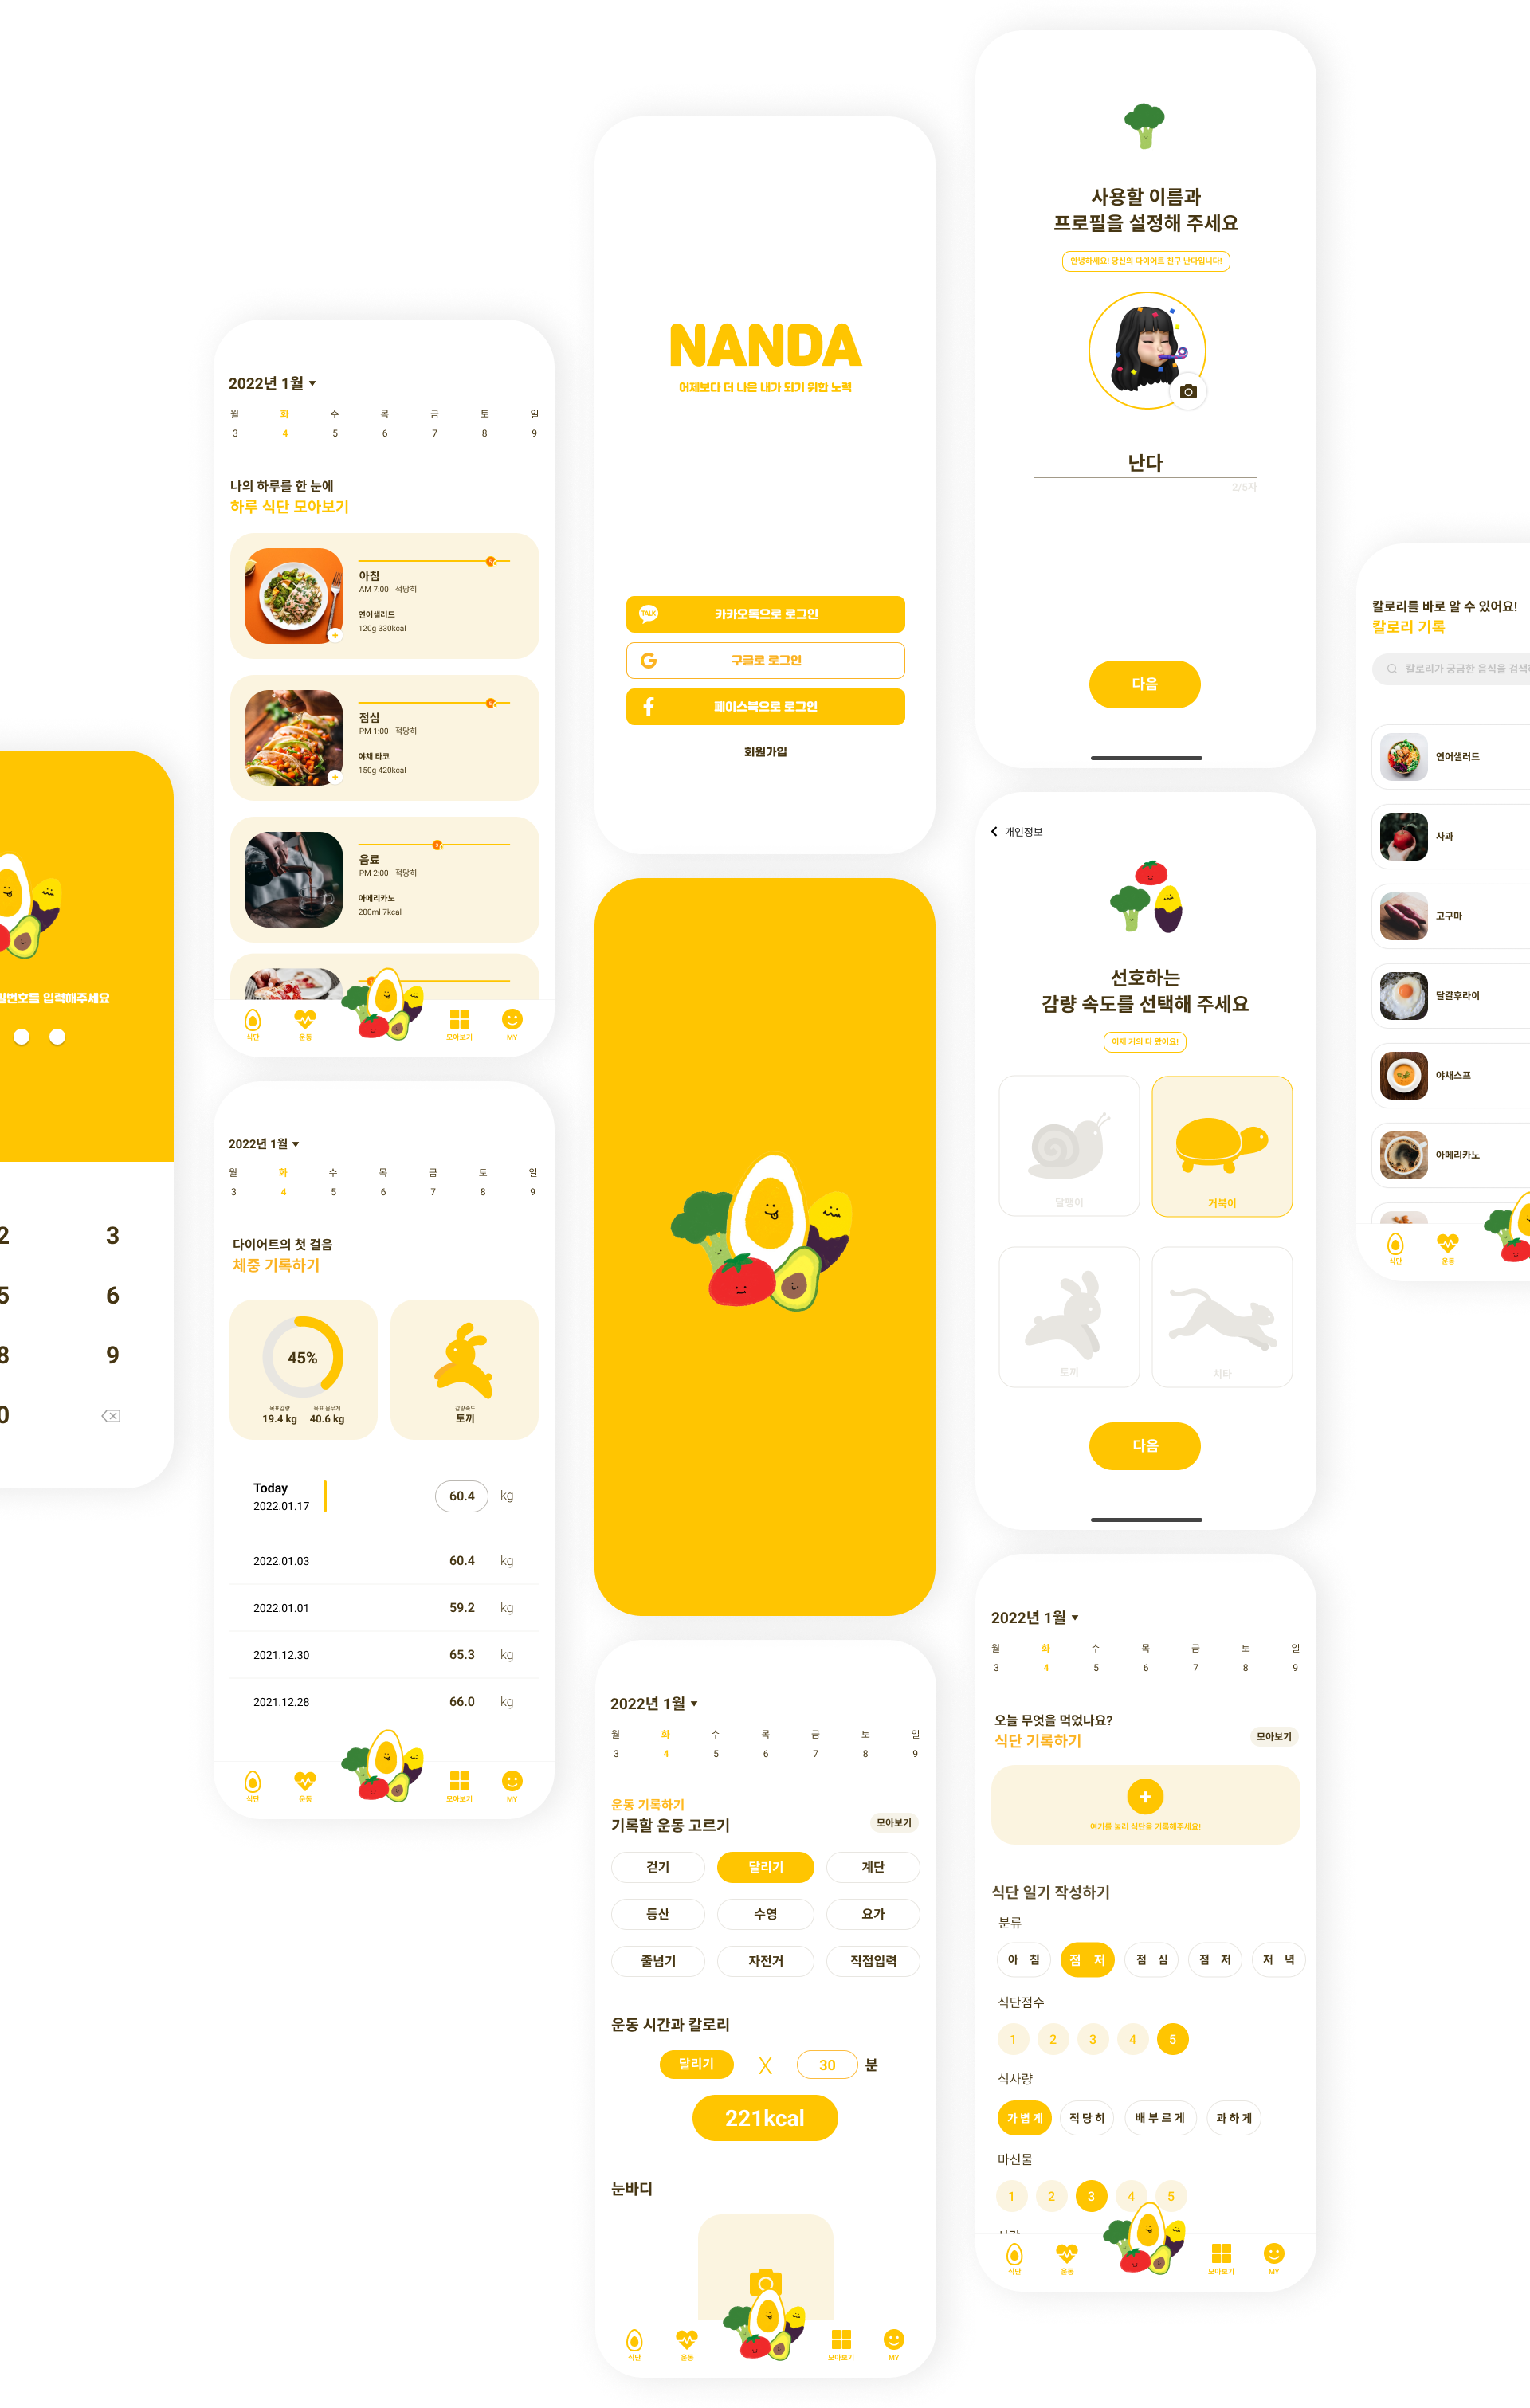 밀번호를 입력해주세요
2
3
5
6
8
9
0
2022년 1월
월 화 수 목 금 토 일
3 4 5 6 7 8 9
나의 하루를 한 눈에
하루 식단 모아보기
아침
AM 7:00 적당히
연어샐러드
120g 330kcal
점심
PM 1:00 적당히
야채 타코
150g 420kcal
음료
PM 2:00 적당히
아메리카노
200ml 7kcal
식단 운동 모아보기 MY
2022년 1월
월 화 수 목 금 토 일
3 4 5 6 7 8 9
다이어트의 첫 걸음
체중 기록하기
45%
목표감량 목표 몸무게
19.4 kg 40.6 kg
감량속도
토끼
Today
2022.01.17
60.4 kg
2022.01.03 60.4 kg
2022.01.01 59.2 kg
2021.12.30 65.3 kg
2021.12.28 66.0 kg
식단 운동 모아보기 MY
NANDA
어제보다 더 나은 내가 되기 위한 노력
TALK
카카오톡으로 로그인
G
구글로 로그인
f
페이스북으로 로그인
회원가입
2022년 1월
월 화 수 목 금 토 일
3 4 5 6 7 8 9
운동 기록하기
기록할 운동 고르기
모아보기
걷기 달리기 계단
등산 수영 요가
줄넘기 자전거 직접입력
운동 시간과 칼로리
달리기 X 30 분
221kcal
눈바디
식단 운동 모아보기 MY
사용할 이름과
프로필을 설정해 주세요
안녕하세요! 당신의 다이어트 친구 난다입니다!
난다
2/5자
다음
개인정보
선호하는
감량 속도를 선택해 주세요
이제 거의 다 왔어요!
달팽이 거북이
토끼 치타
다음
2022년 1월
월 화 수 목 금 토 일
3 4 5 6 7 8 9
오늘 무엇을 먹었나요?
식단 기록하기
모아보기
여기를 눌러 식단을 기록해주세요!
식단 일기 작성하기
분류
아 침 점 저 점 심 점 저 저 녁
식단점수
1 2 3 4 5
식사량
가볍게 적당히 배부르게 과하게
마신물
1 2 3 4 5
식단 운동 모아보기 MY
칼로리를 바로 알 수 있어요!
칼로리 기록
칼로리가 궁금한 음식을 검색
연어샐러드
사과
고구마
달걀후라이
야채스프
아메리카노
식단 운동